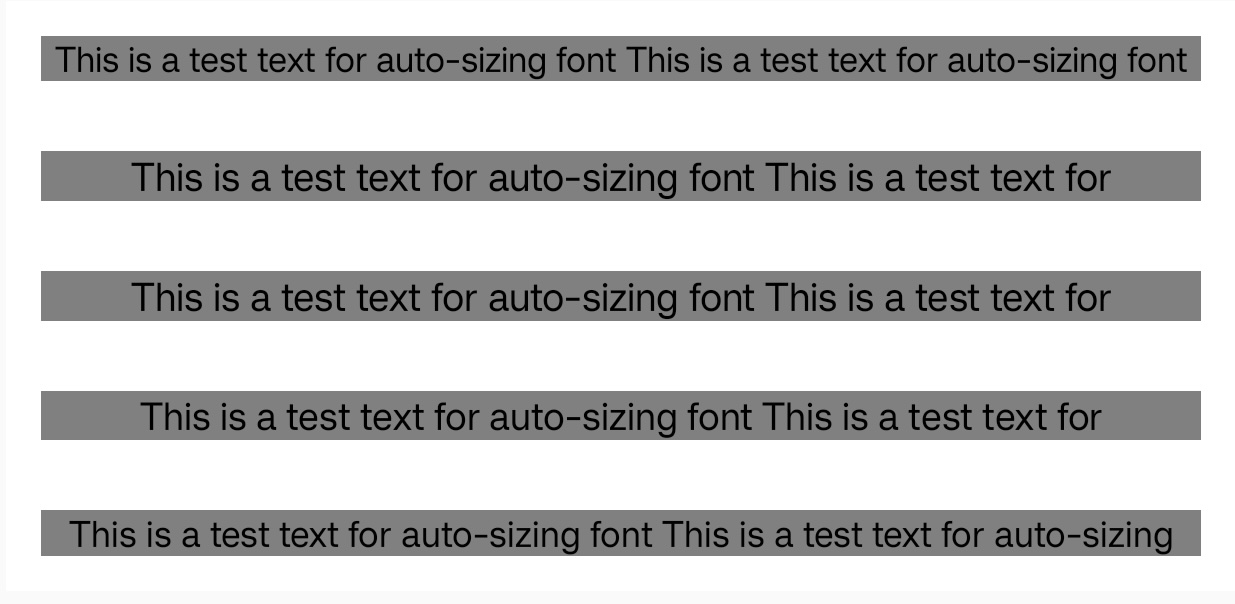 This is a test text for auto-sizing font This is a test text for auto-sizing font
This is a test text for auto-sizing font This is a test text for
This is a test text for auto-sizing font This is a test text for
This is a test text for auto-sizing font This is a test text for
This is a test text for auto-sizing font This is a test text for auto-sizing